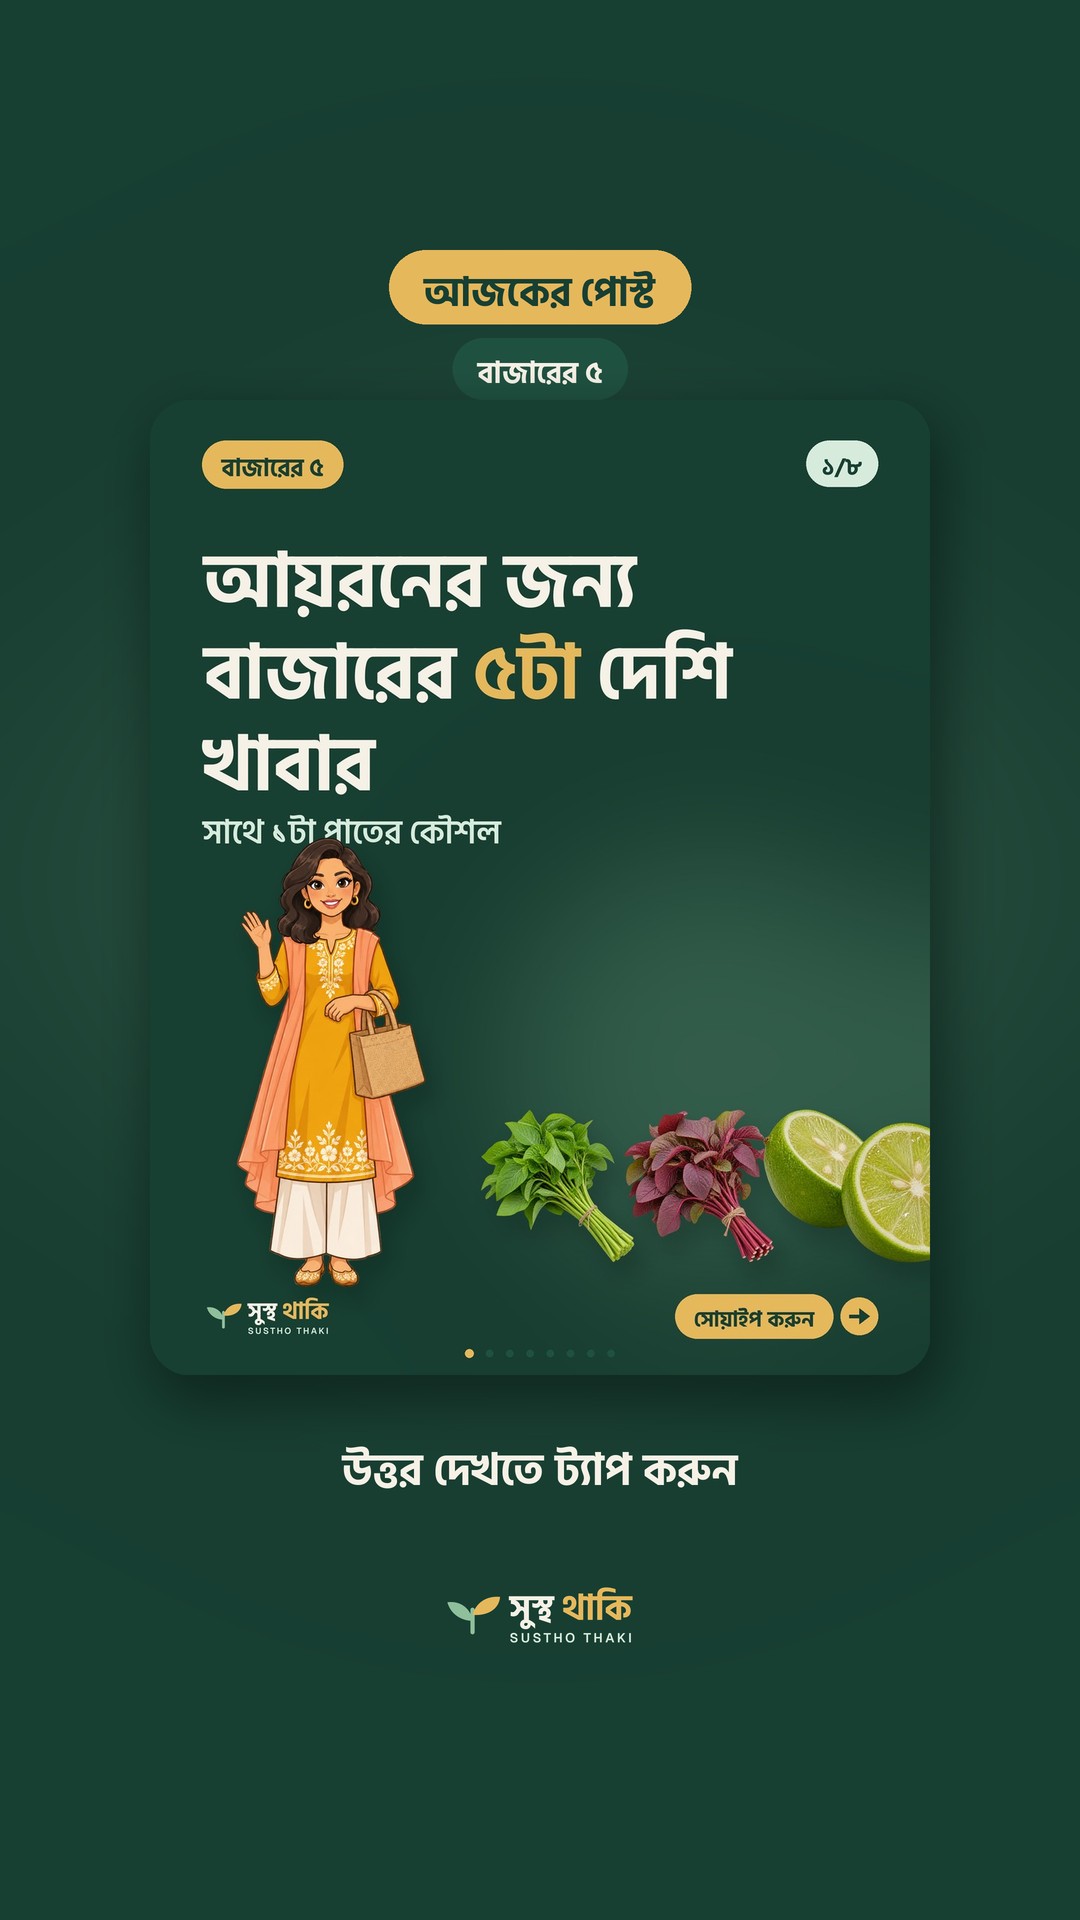 আজকের পোস্ট
বাজারের ৫
বাজারের ৫
১/৮
আয়রনের জন্য
বাজারের ৫টা দেশি
খাবার
সাথে ১টা পাতের কৌশল
সুস্থ থাকি
SUSTHO THAKI
সোয়াইপ করুন
উত্তর দেখতে ট্যাপ করুন
সুস্থ থাকি
SUSTHO THAKI